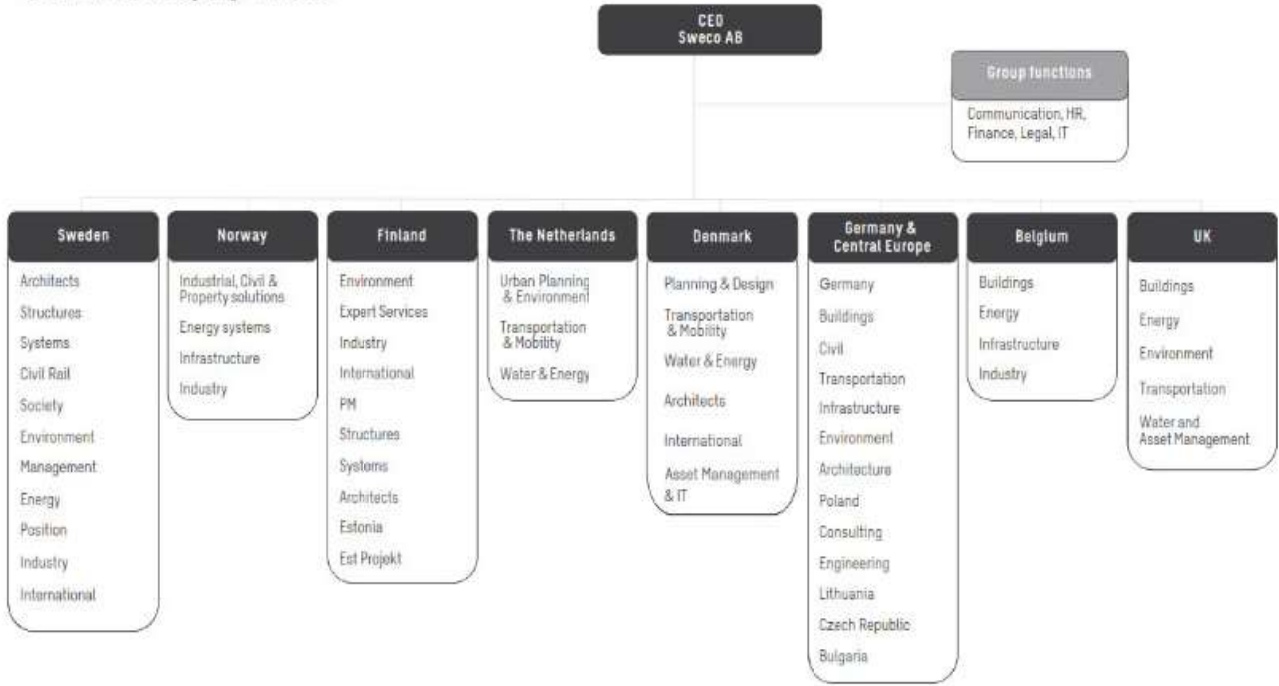 CEO
Sweco AB
Group functions
Communication, HR,
Finance, Legal, IT
Sweden
Architects
Structures
Systems
Civil Rail
Society
Environment
Management
Energy
Position
Industry
International
Norway
Industrial, Civil &
Property solutions
Energy systems
Infrastructure
Industry
Finland
Environment
Expert Services
Industry
International
PM
Structures
Systems
Architects
Estonia
Est Projekt
The Netherlands
Urban Planning
& Environment
Transportation
& Mobility
Water & Energy
Denmark
Planning & Design
Transportation
& Mobility
Water & Energy
Architects
International
Asset Management
& IT
Germany &
Central Europe
Germany
Buildings
Civil
Transportation
Infrastructure
Environment
Architecture
Poland
Consulting
Engineering
Lithuania
Czech Republic
Bulgaria
Belgium
Buildings
Energy
Infrastructure
Industry
UK
Buildings
Energy
Environment
Transportation
Water and
Asset Management